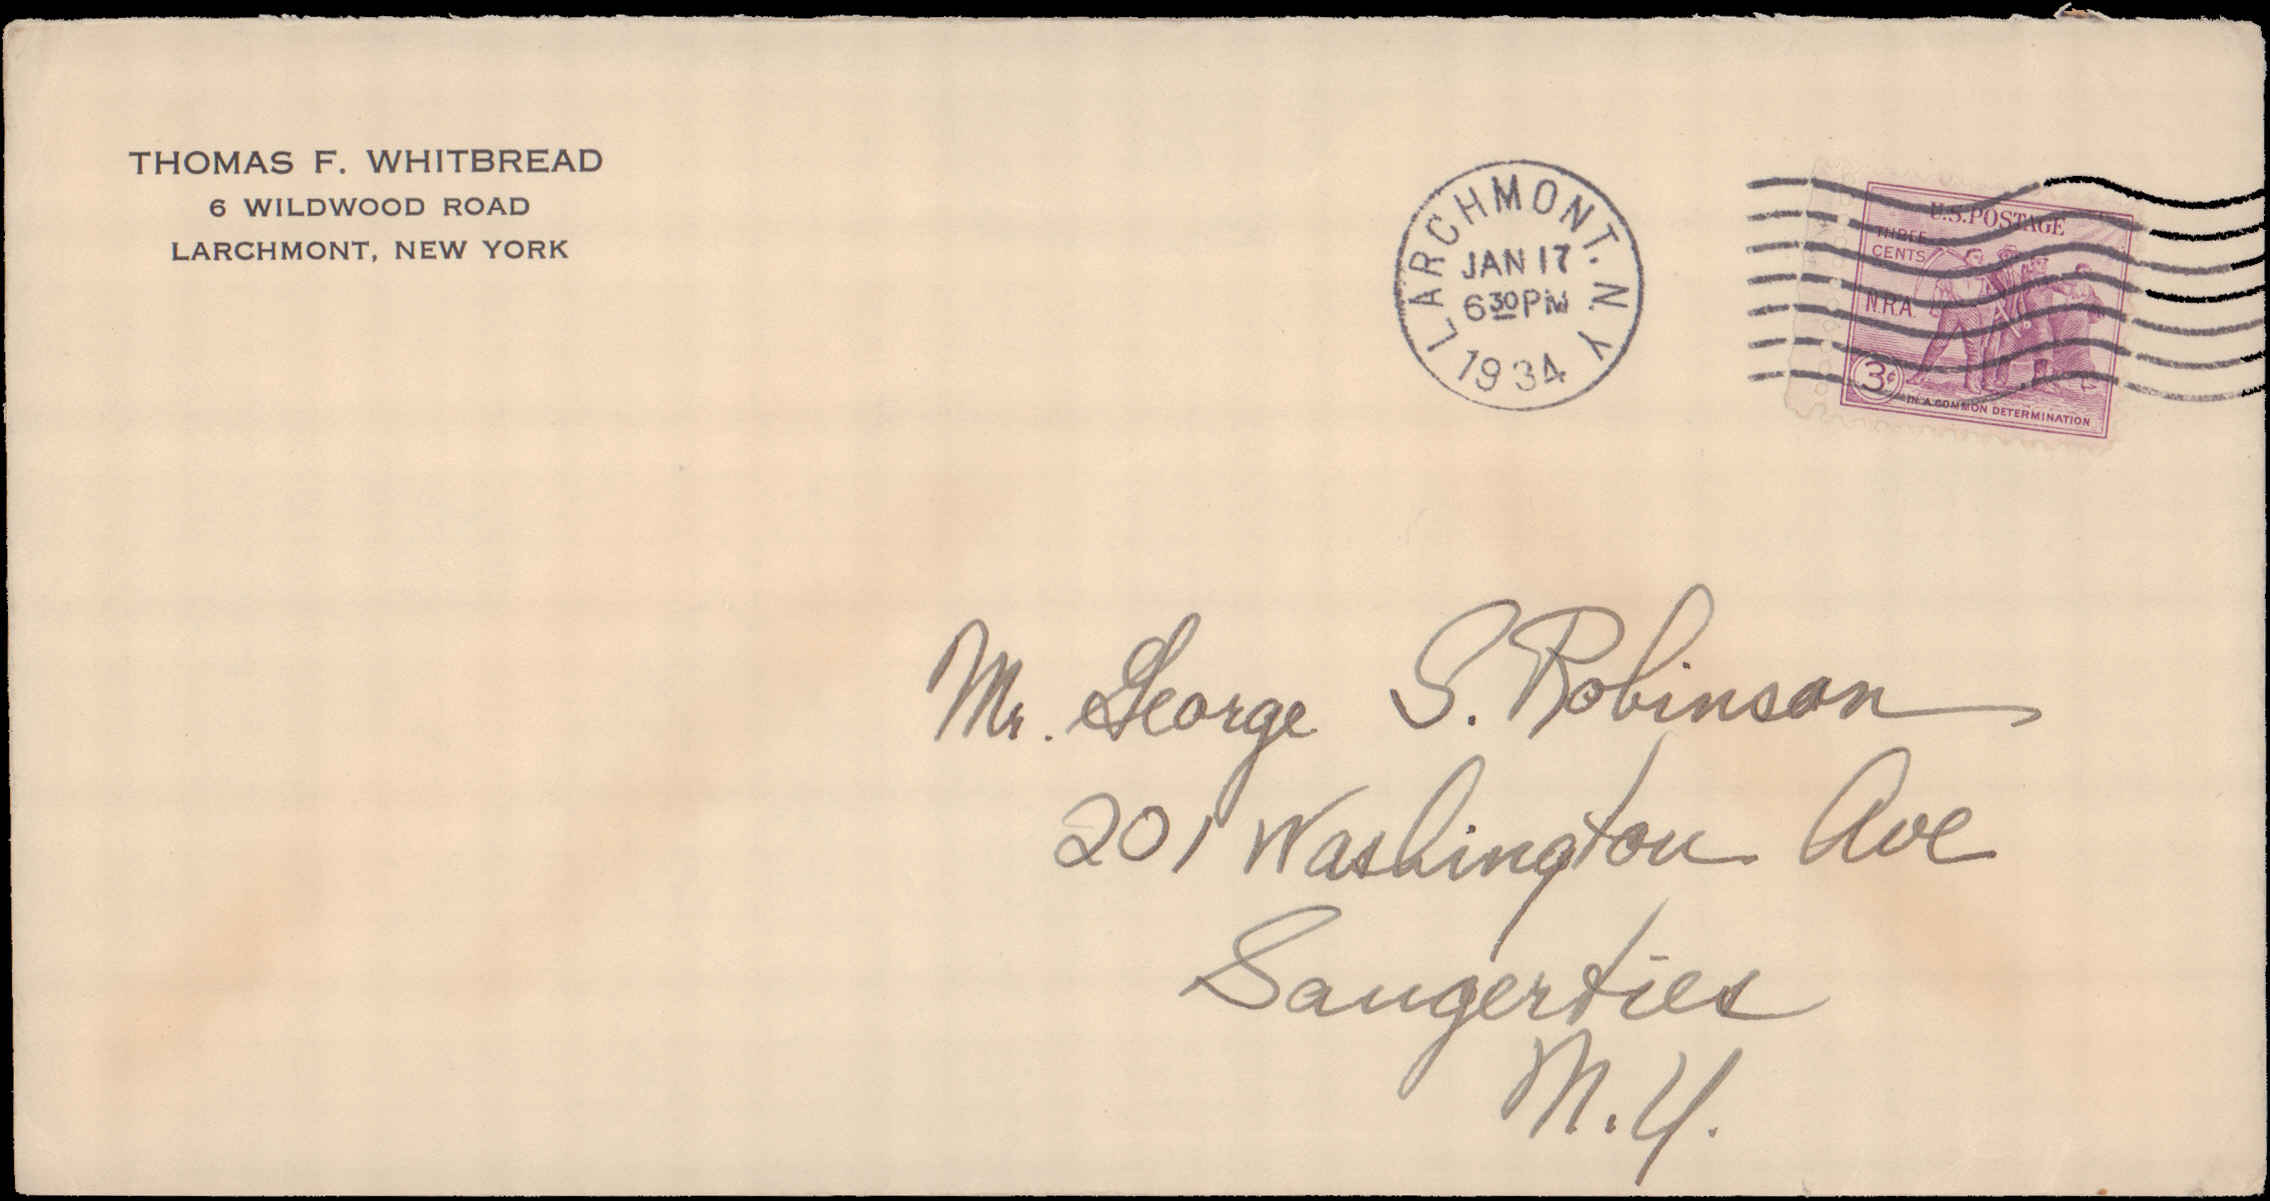 THOMAS F. WHITBREAD
6 WILDWOOD ROAD
LARCHMONT, NEW YORK
LARCHMONT. N.Y
JAN 17
6 30 PM
1934
U.S. POSTAGE
THREE
CENTS
N.R.A.
3¢
IN A COMMON DETERMINATION
Mr. George S. Robinson
201 Washington Ave
Saugerties
N.Y.